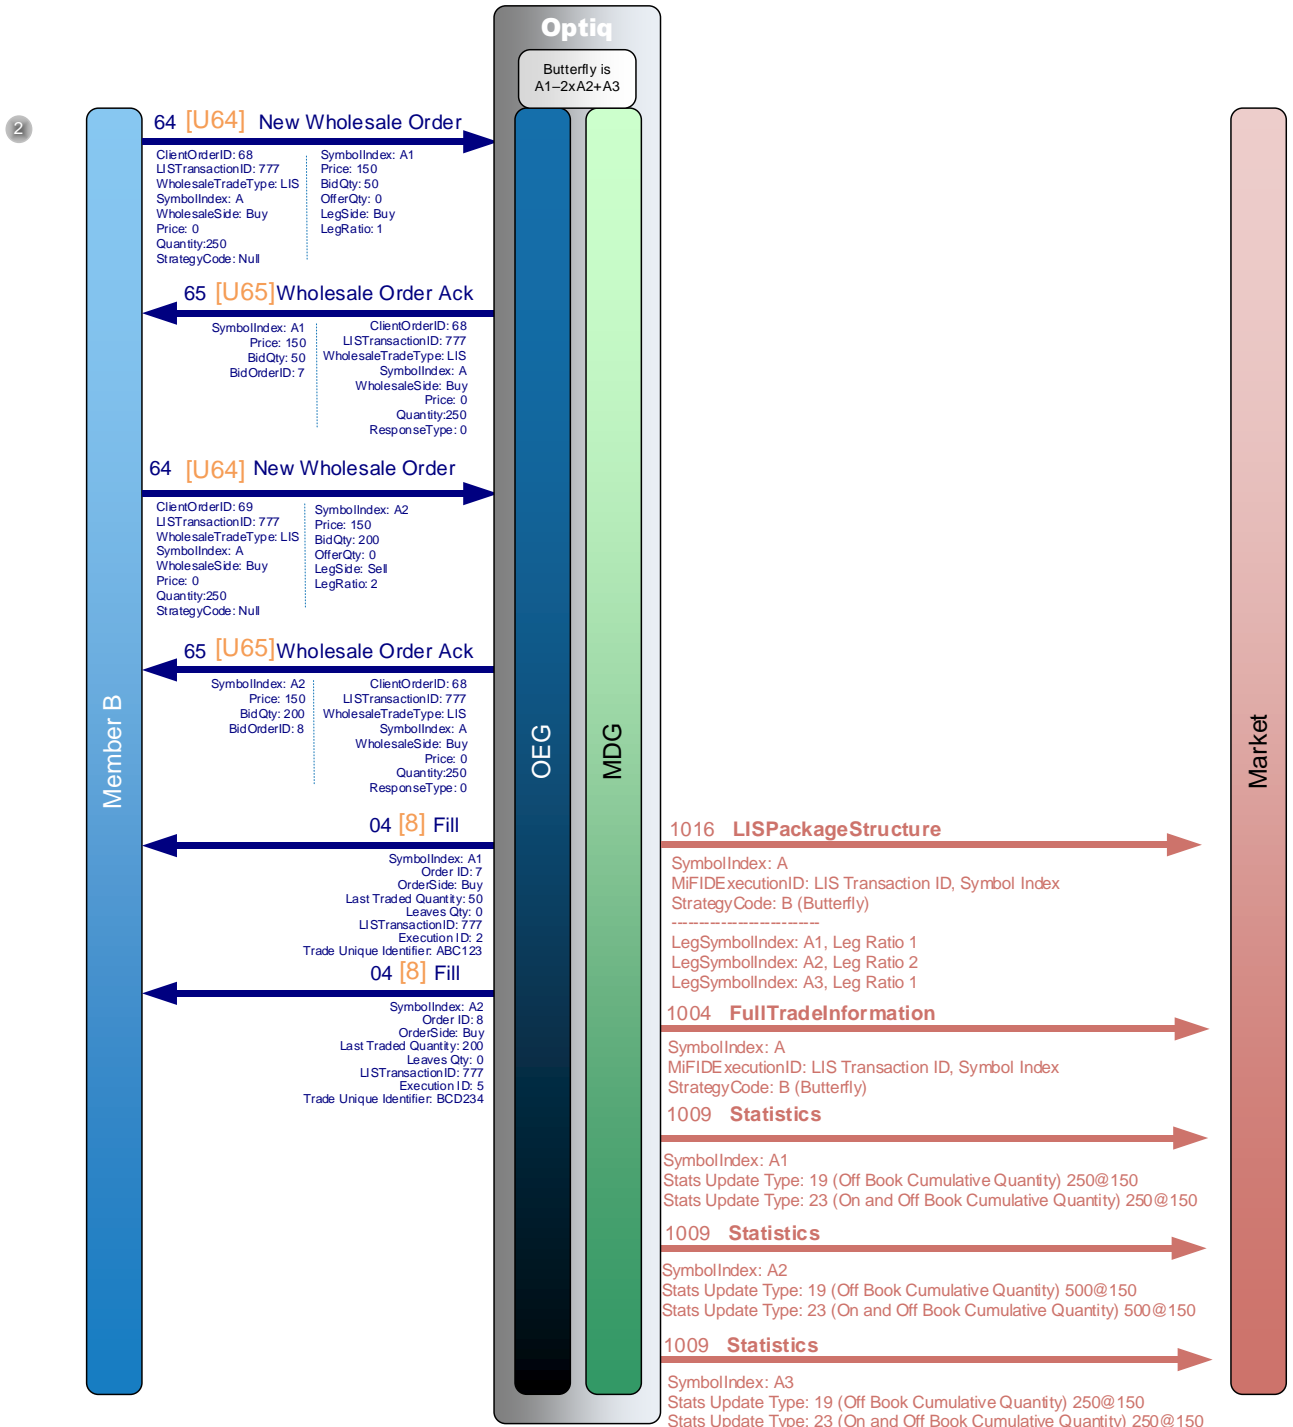 Optiq
Butterfly is
A1–2xA2+A3
2
64 [U64] New Wholesale Order
ClientOrderID: 68
LISTransactionID: 777
WholesaleTradeType: LIS
SymbolIndex: A
WholesaleSide: Buy
Price: 0
Quantity:250
StrategyCode: Null
SymbolIndex: A1
Price: 150
BidQty: 50
OfferQty: 0
LegSide: Buy
LegRatio: 1
65 [U65] Wholesale Order Ack
SymbolIndex: A1
Price: 150
BidQty: 50
BidOrderID: 7
ClientOrderID: 68
LISTransactionID: 777
WholesaleTradeType: LIS
SymbolIndex: A
WholesaleSide: Buy
Price: 0
Quantity:250
ResponseType: 0
64 [U64] New Wholesale Order
ClientOrderID: 69
LISTransactionID: 777
WholesaleTradeType: LIS
SymbolIndex: A
WholesaleSide: Buy
Price: 0
Quantity:250
StrategyCode: Null
SymbolIndex: A2
Price: 150
BidQty: 200
OfferQty: 0
LegSide: Sell
LegRatio: 2
65 [U65] Wholesale Order Ack
SymbolIndex: A2
Price: 150
BidQty: 200
BidOrderID: 8
ClientOrderID: 68
LISTransactionID: 777
WholesaleTradeType: LIS
SymbolIndex: A
WholesaleSide: Buy
Price: 0
Quantity:250
ResponseType: 0
Member B
OEG
MDG
Market
04 [8] Fill
SymbolIndex: A1
Order ID: 7
OrderSide: Buy
Last Traded Quantity: 50
Leaves Qty: 0
LISTransactionID: 777
Execution ID: 2
Trade Unique Identifier: ABC123
04 [8] Fill
SymbolIndex: A2
Order ID: 8
OrderSide: Buy
Last Traded Quantity: 200
Leaves Qty: 0
LISTransactionID: 777
Execution ID: 5
Trade Unique Identifier: BCD234
1016 LISPackageStructure
SymbolIndex: A
MiFIDExecutionID: LIS Transaction ID, Symbol Index
StrategyCode: B (Butterfly)
---------------------------
LegSymbolIndex: A1, Leg Ratio 1
LegSymbolIndex: A2, Leg Ratio 2
LegSymbolIndex: A3, Leg Ratio 1
1004 FullTradeInformation
SymbolIndex: A
MiFIDExecutionID: LIS Transaction ID, Symbol Index
StrategyCode: B (Butterfly)
1009 Statistics
SymbolIndex: A1
Stats Update Type: 19 (Off Book Cumulative Quantity) 250@150
Stats Update Type: 23 (On and Off Book Cumulative Quantity) 250@150
1009 Statistics
SymbolIndex: A2
Stats Update Type: 19 (Off Book Cumulative Quantity) 500@150
Stats Update Type: 23 (On and Off Book Cumulative Quantity) 500@150
1009 Statistics
SymbolIndex: A3
Stats Update Type: 19 (Off Book Cumulative Quantity) 250@150
Stats Update Type: 23 (On and Off Book Cumulative Quantity) 250@150